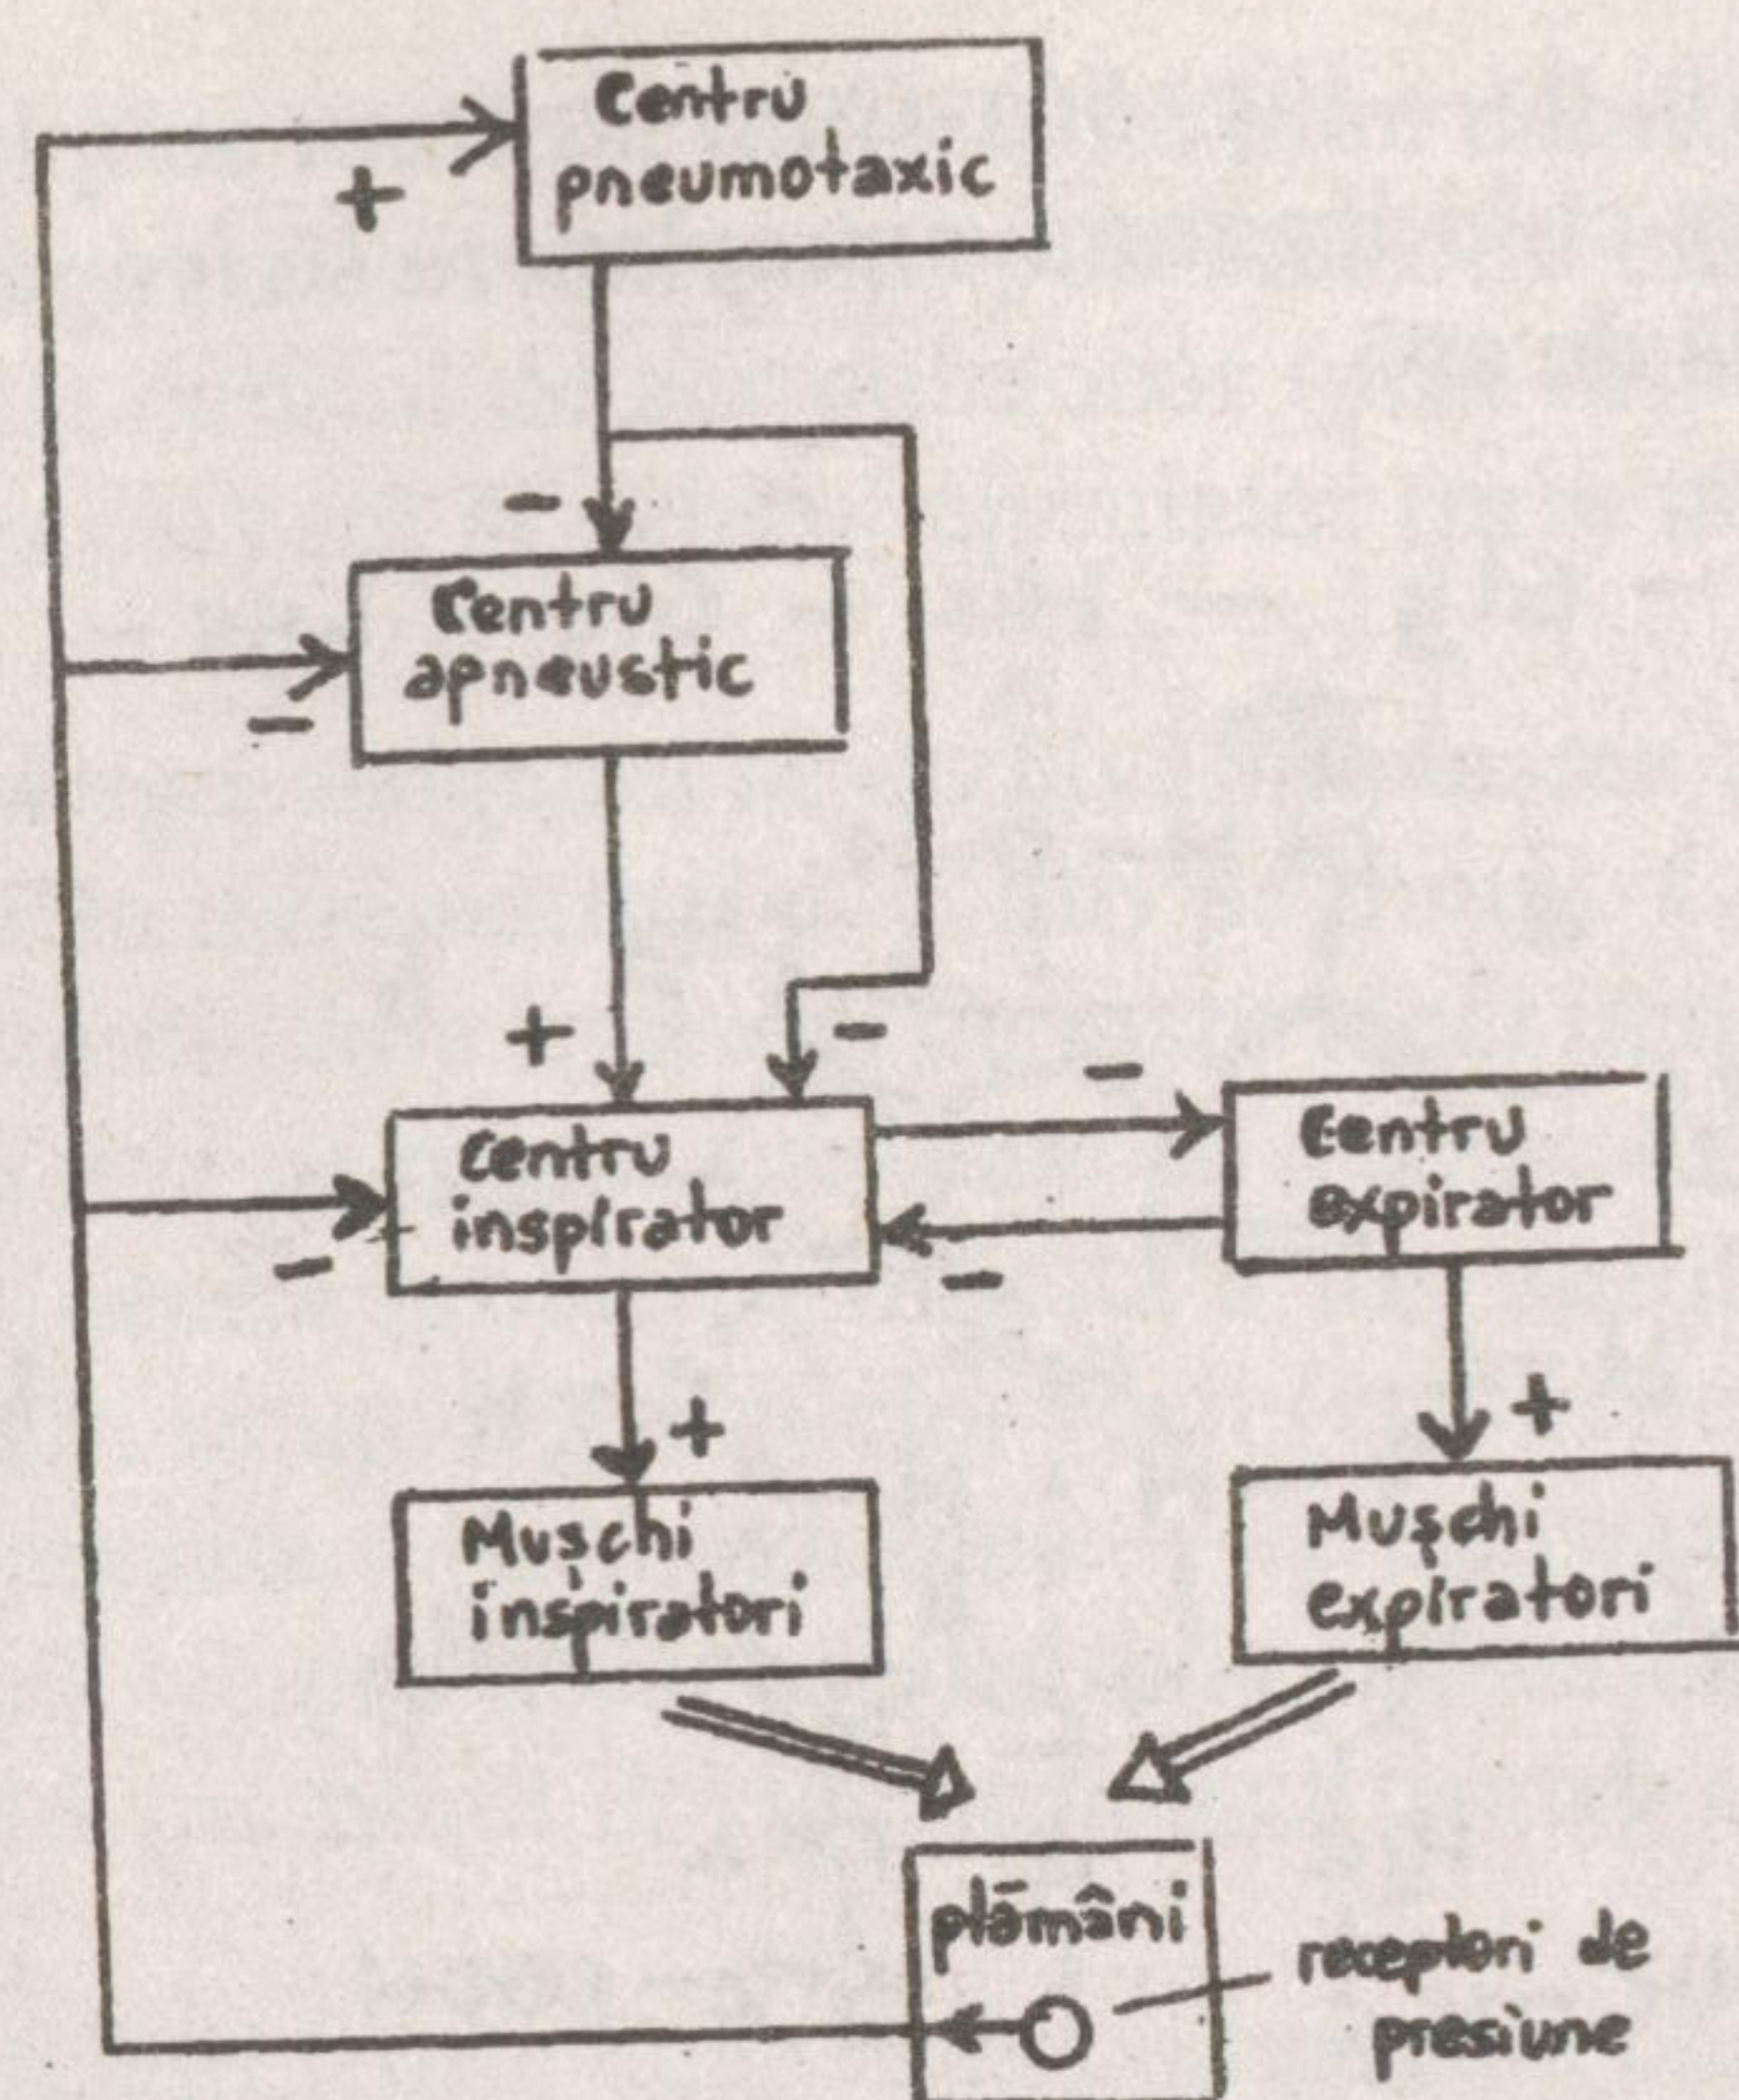 Centru
pneumotaxic
+
-
Centru
apneustic
-
+
-
-
Centru
inspirator
Centru
expirator
-
-
+
+
Mușchi
inspiratori
Mușchi
expiratori
plămâni
receptori de
presiune